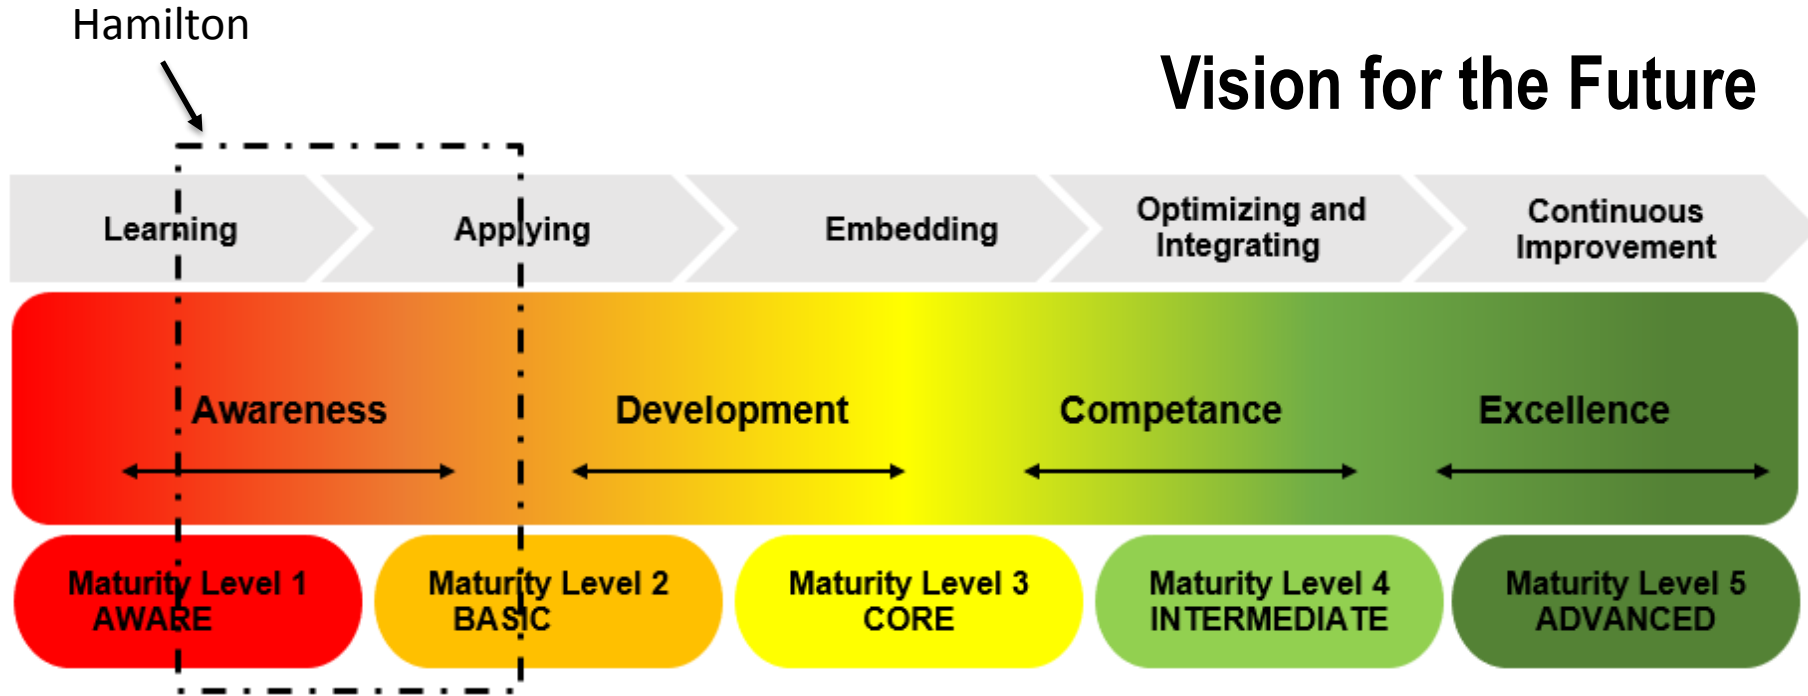 Hamilton
Vision for the Future
Learning
Applying
Embedding
Optimizing and
Integrating
Continuous
Improvement
Awareness
Development
Competance
Excellence
Maturity Level 1
AWARE
Maturity Level 2
BASIC
Maturity Level 3
CORE
Maturity Level 4
INTERMEDIATE
Maturity Level 5
ADVANCED